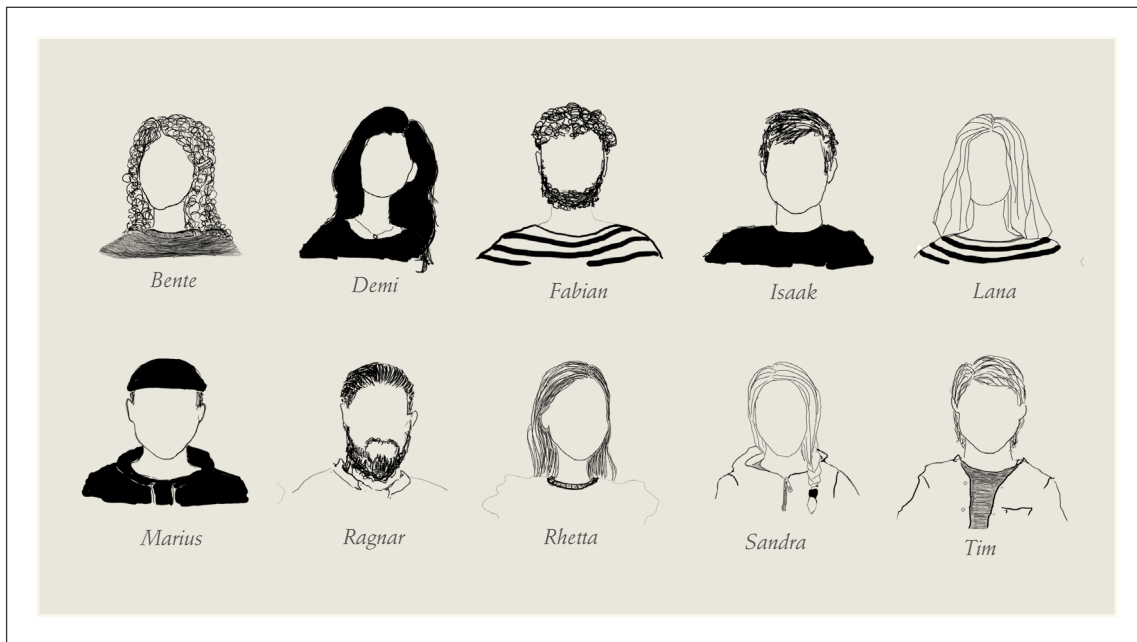 Bente
Demi
Fabian
Isaak
Lana
Marius
Ragnar
Rhetta
Sandra
Tim